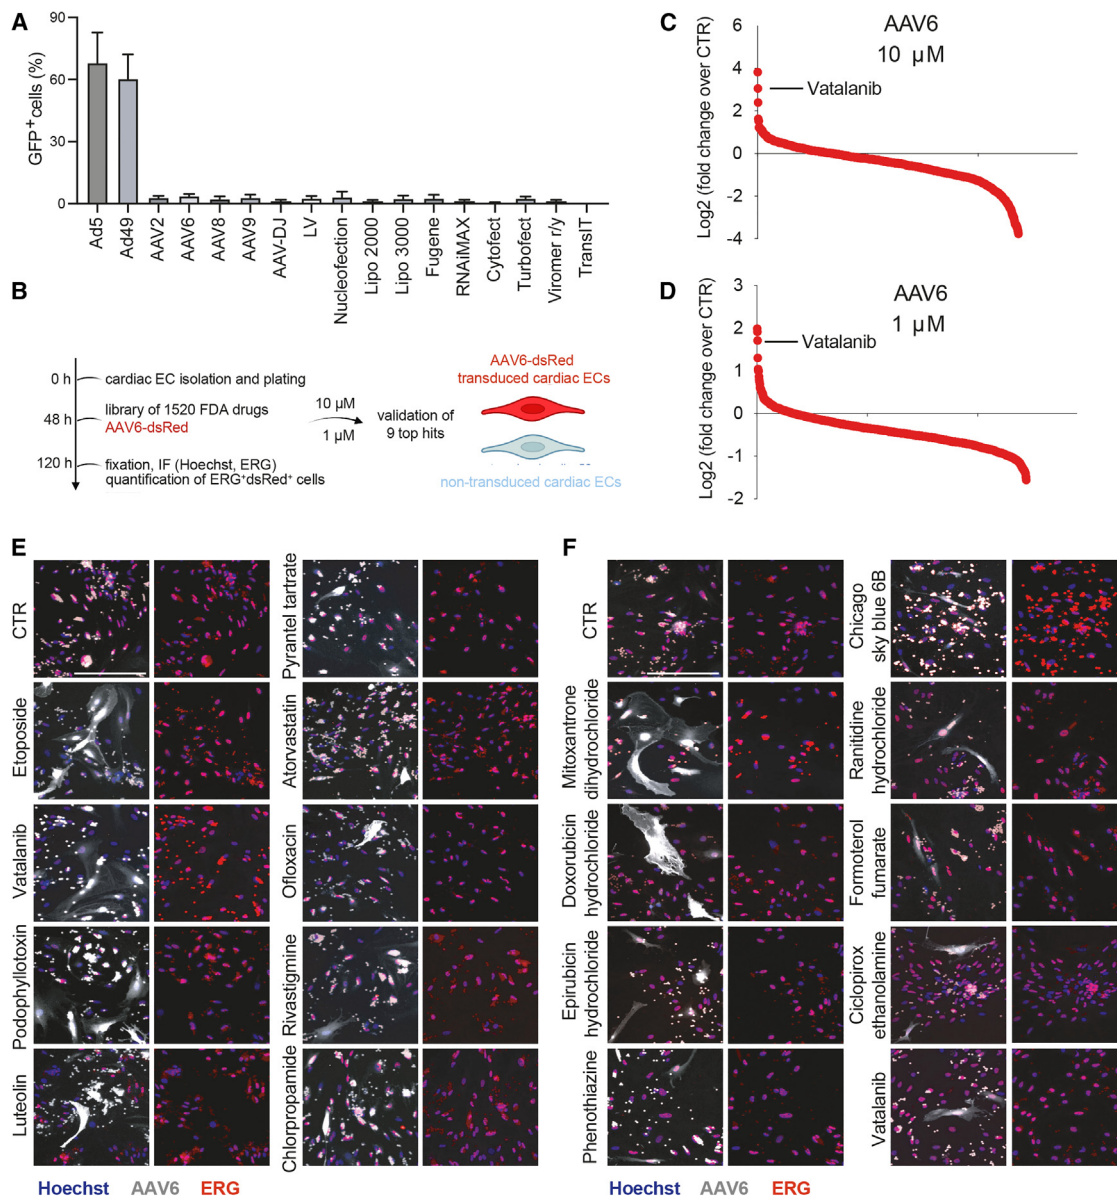 A
GFP+ cells (%)
90
60
30
0
Ad5
Ad49
AAV2
AAV6
AAV8
AAV9
AAV-DJ
LV
Nucleofection
Lipo 2000
Lipo 3000
Fugene
RNAiMAX
Cytofect
Turbofect
Viromer r/y
TransIT
B
0 h
cardiac EC isolation and plating
48 h
library of 1520 FDA drugs
AAV6-dsRed
120 h
fixation, IF (Hoechst, ERG)
quantification of ERG+dsRed+ cells
10 µM
1 µM
validation of
9 top hits
AAV6-dsRed
transduced cardiac ECs
non-transduced cardiac ECs
C
AAV6
10 µM
Log2 (fold change over CTR)
6
4
2
0
-2
-4
Vatalanib
D
AAV6
1 µM
Log2 (fold change over CTR)
3
2
1
0
-1
-2
Vatalanib
E
CTR
Etoposide
Vatalanib
Podophyllotoxin
Luteolin
Pyrantel tartrate
Atorvastatin
Ofloxacin
Rivastigmine
Chlorpropamide
Hoechst AAV6 ERG
F
CTR
Mitoxantrone
dihydrochloride
Doxorubicin
hydrochloride
Epirubicin
hydrochloride
Phenothiazine
Chicago
sky blue 6B
Ranitidine
hydrochloride
Formoterol
fumarate
Ciclopirox
ethanolamine
Vatalanib
Hoechst AAV6 ERG